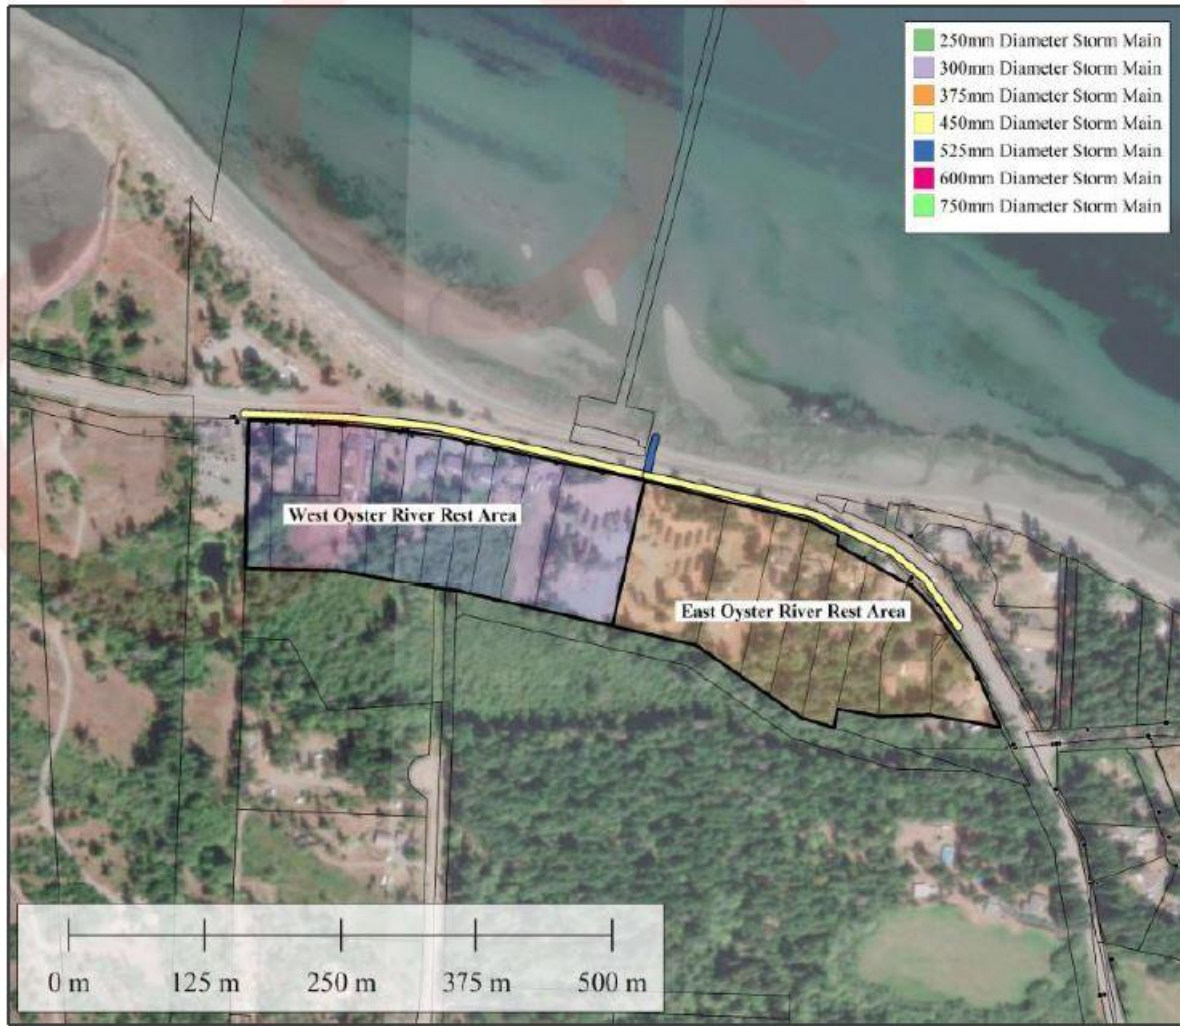 250mm Diameter Storm Main
300mm Diameter Storm Main
375mm Diameter Storm Main
450mm Diameter Storm Main
525mm Diameter Storm Main
600mm Diameter Storm Main
750mm Diameter Storm Main
West Oyster River Rest Area
East Oyster River Rest Area
0 m 125 m 250 m 375 m 500 m